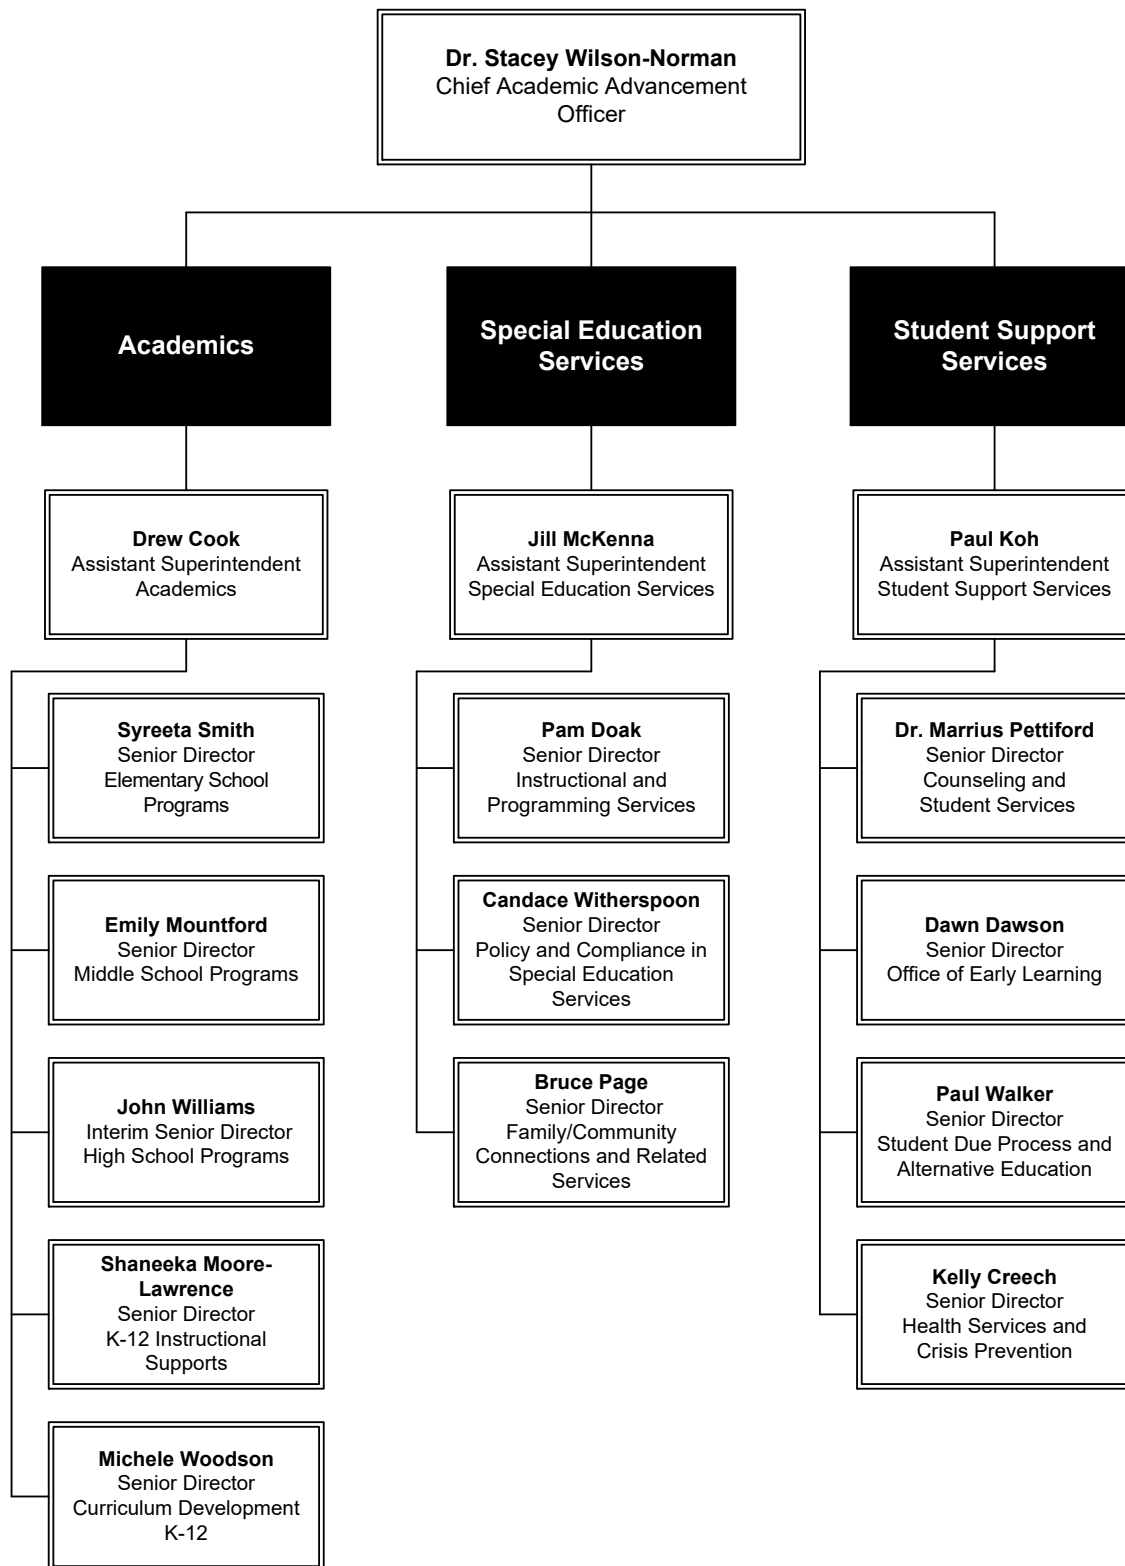 Dr. Stacey Wilson-Norman
Chief Academic Advancement
Officer
Academics
Special Education
Services
Student Support
Services
Drew Cook
Assistant Superintendent
Academics
Jill McKenna
Assistant Superintendent
Special Education Services
Paul Koh
Assistant Superintendent
Student Support Services
Syreeta Smith
Senior Director
Elementary School
Programs
Emily Mountford
Senior Director
Middle School Programs
John Williams
Interim Senior Director
High School Programs
Shaneeka Moore-
Lawrence
Senior Director
K-12 Instructional
Supports
Michele Woodson
Senior Director
Curriculum Development
K-12
Pam Doak
Senior Director
Instructional and
Programming Services
Candace Witherspoon
Senior Director
Policy and Compliance in
Special Education
Services
Bruce Page
Senior Director
Family/Community
Connections and Related
Services
Dr. Marrius Pettiford
Senior Director
Counseling and
Student Services
Dawn Dawson
Senior Director
Office of Early Learning
Paul Walker
Senior Director
Student Due Process and
Alternative Education
Kelly Creech
Senior Director
Health Services and
Crisis Prevention